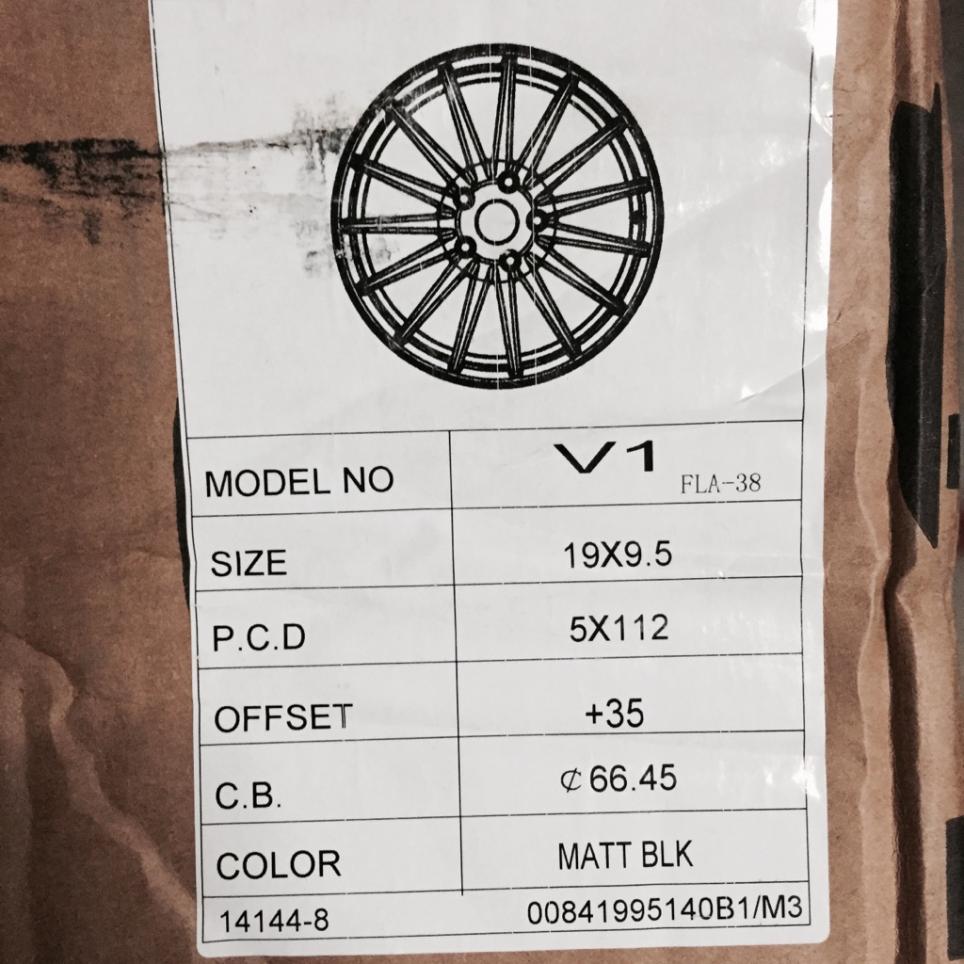 MODEL NO V1 FLA-38
SIZE 19X9.5
P.C.D 5X112
OFFSET +35
C.B. ₵66.45
COLOR MATT BLK
14144-8 00841995140B1/M3